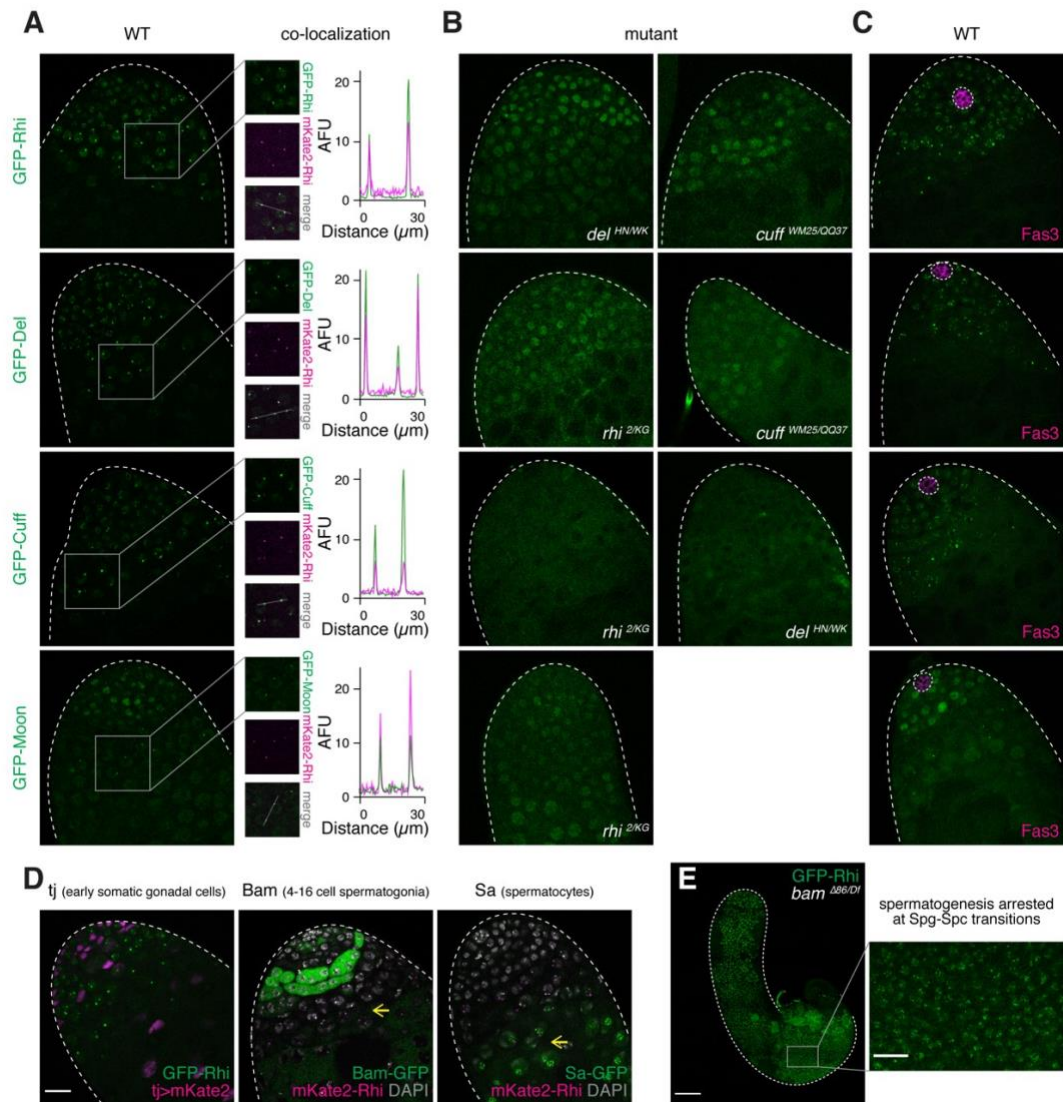 A
WT
co-localization
B
mutant
C
WT
GFP-Rhi
GFP-Rhi
mKate2-Rhi
merge
AFU
20
10
0
0
30
Distance (µm)
del HN/WK
cuff WM25/QQ37
Fas3
GFP-Del
GFP-Del
mKate2-Rhi
merge
AFU
20
10
0
0
30
Distance (µm)
rhi 2/KG
cuff WM25/QQ37
Fas3
GFP-Cuff
GFP-Cuff
mKate2-Rhi
merge
AFU
20
10
0
0
30
Distance (µm)
rhi 2/KG
del HN/WK
Fas3
GFP-Moon
GFP-Moon
mKate2-Rhi
merge
AFU
20
10
0
0
30
Distance (µm)
rhi 2/KG
Fas3
D
tj (early somatic gonadal cells)
Bam (4-16 cell spermatogonia)
Sa (spermatocytes)
GFP-Rhi
tj>mKate2
Bam-GFP
mKate2-Rhi DAPI
Sa-GFP
mKate2-Rhi DAPI
E
GFP-Rhi
bam Δ86/Df
spermatogenesis arrested
at Spg-Spc transitions